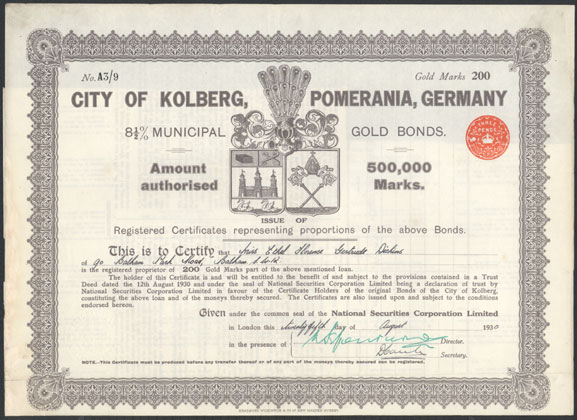 No. A3/9
Gold Marks 200
CITY OF KOLBERG, POMERANIA, GERMANY
8½% MUNICIPAL GOLD BONDS.
THREE PENCE
Amount authorised
500,000 Marks.
ISSUE OF
Registered Certificates representing proportions of the above Bonds.
This is to Certify that Miss Ethel Florence Gertrude
of 90 Balham Park Road, Balham S.W.12
is the registered proprietor of 200 Gold Marks part of the above mentioned loan.
The holder of this Certificate is and will be entitled to the benefit of and subject to the provisions contained in a Trust
Deed dated the 12th August 1930 and under the seal of National Securities Corporation Limited being a declaration of trust by
National Securities Corporation Limited in favour of the Certificate Holders of the original Bonds of the City of Kolberg,
constituting the above loan and of the moneys thereby secured. The Certificates are also issued upon and subject to the conditions
endorsed hereon.
Given under the common seal of the National Securities Corporation Limited
in London this twenty fifth day of August 1930
in the presence of
Director.
Secretary.
NOTE.—This Certificate must be produced before any transfer thereof or of any part of the moneys thereby secured can be registered.